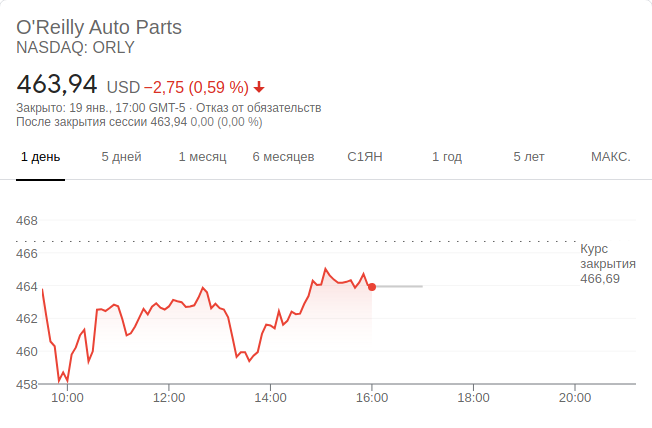 O'Reilly Auto Parts
NASDAQ: ORLY
463,94 USD −2,75 (0,59 %)
Закрыто: 19 янв., 17:00 GMT-5 · Отказ от обязательств
После закрытия сессии 463,94 0,00 (0,00 %)
1 день 5 дней 1 месяц 6 месяцев С1ЯН 1 год 5 лет МАКС.
468
466
464
462
460
458
Курс
закрытия
466,69
10:00 12:00 14:00 16:00 18:00 20:00